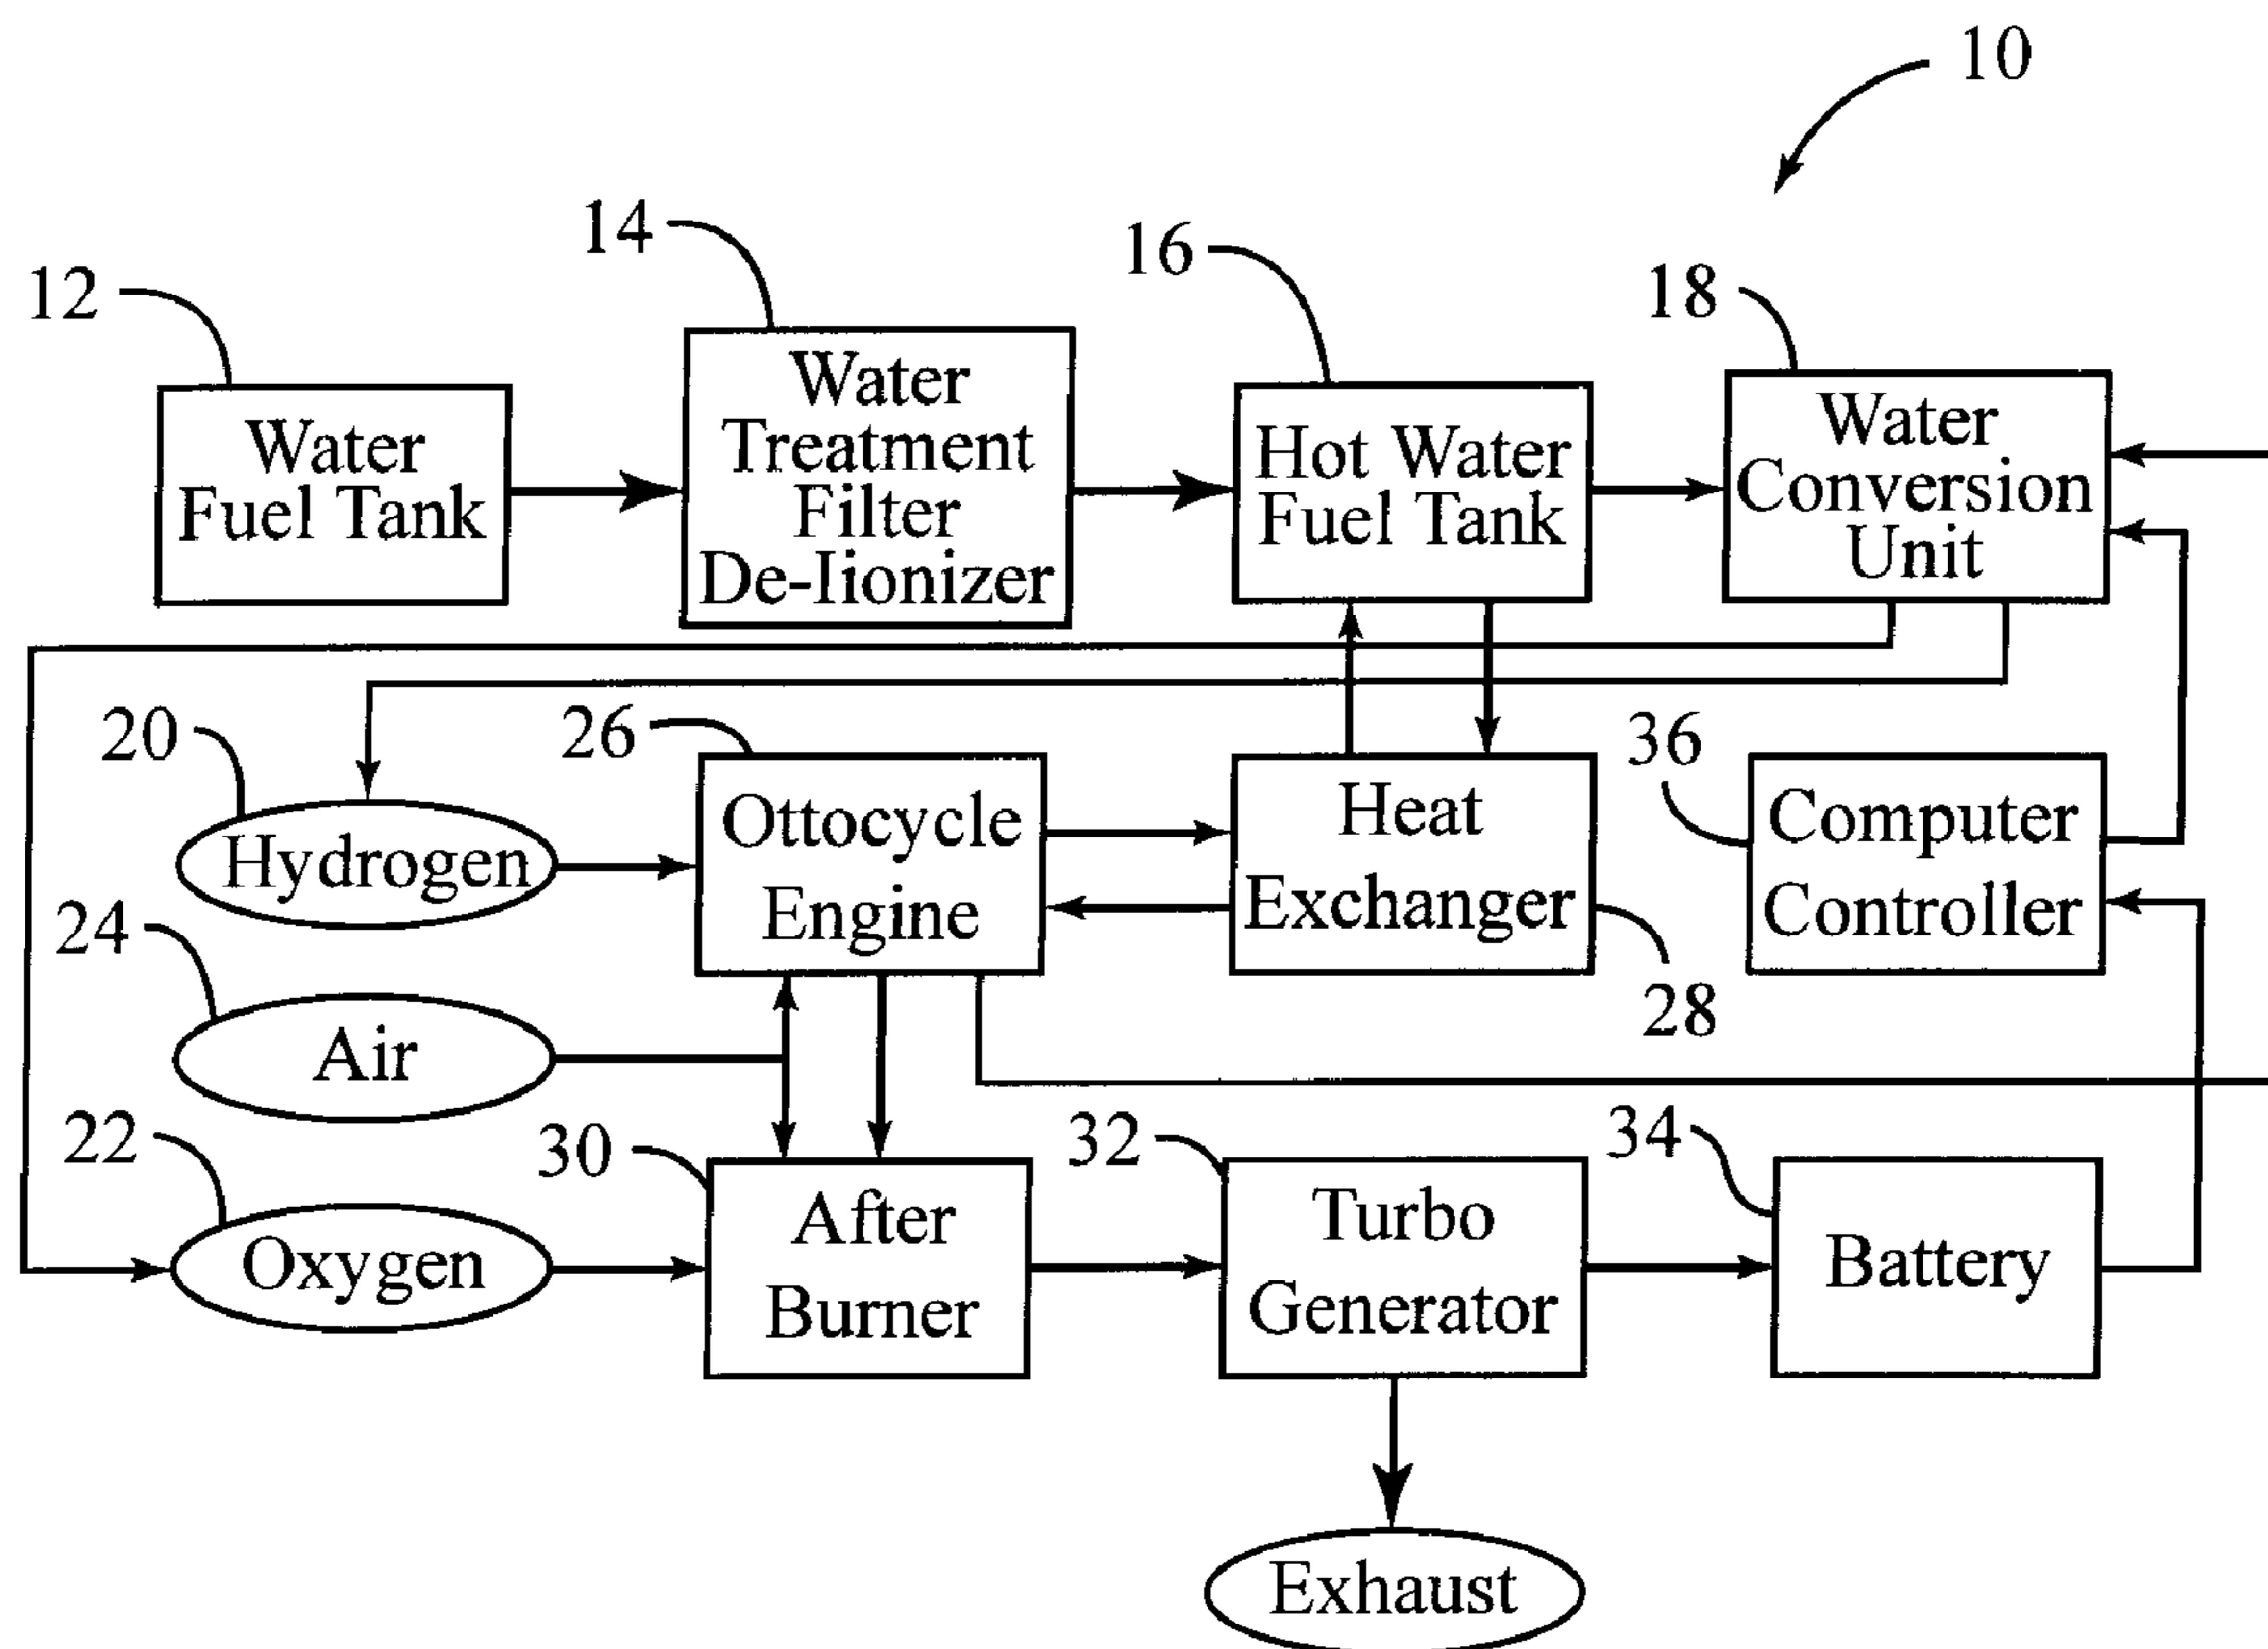 10
14
16
18
12
Water
Fuel Tank
Water
Treatment
Filter
De-Iionizer
Hot Water
Fuel Tank
Water
Conversion
Unit
20
26
36
Hydrogen
Ottocycle
Engine
Heat
Exchanger
Computer
Controller
24
28
Air
22
30
32
34
Oxygen
After
Burner
Turbo
Generator
Battery
Exhaust